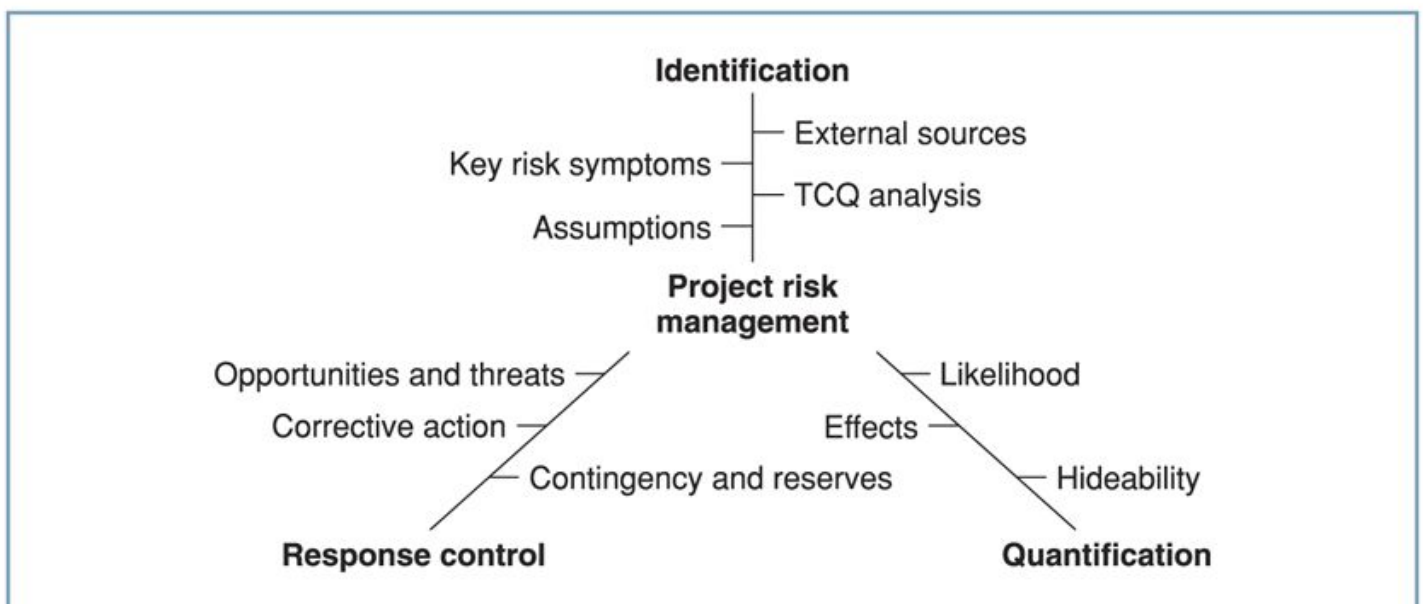 Identification
External sources
Key risk symptoms
TCQ analysis
Assumptions
Project risk
management
Opportunities and threats
Likelihood
Corrective action
Effects
Contingency and reserves
Hideability
Response control
Quantification